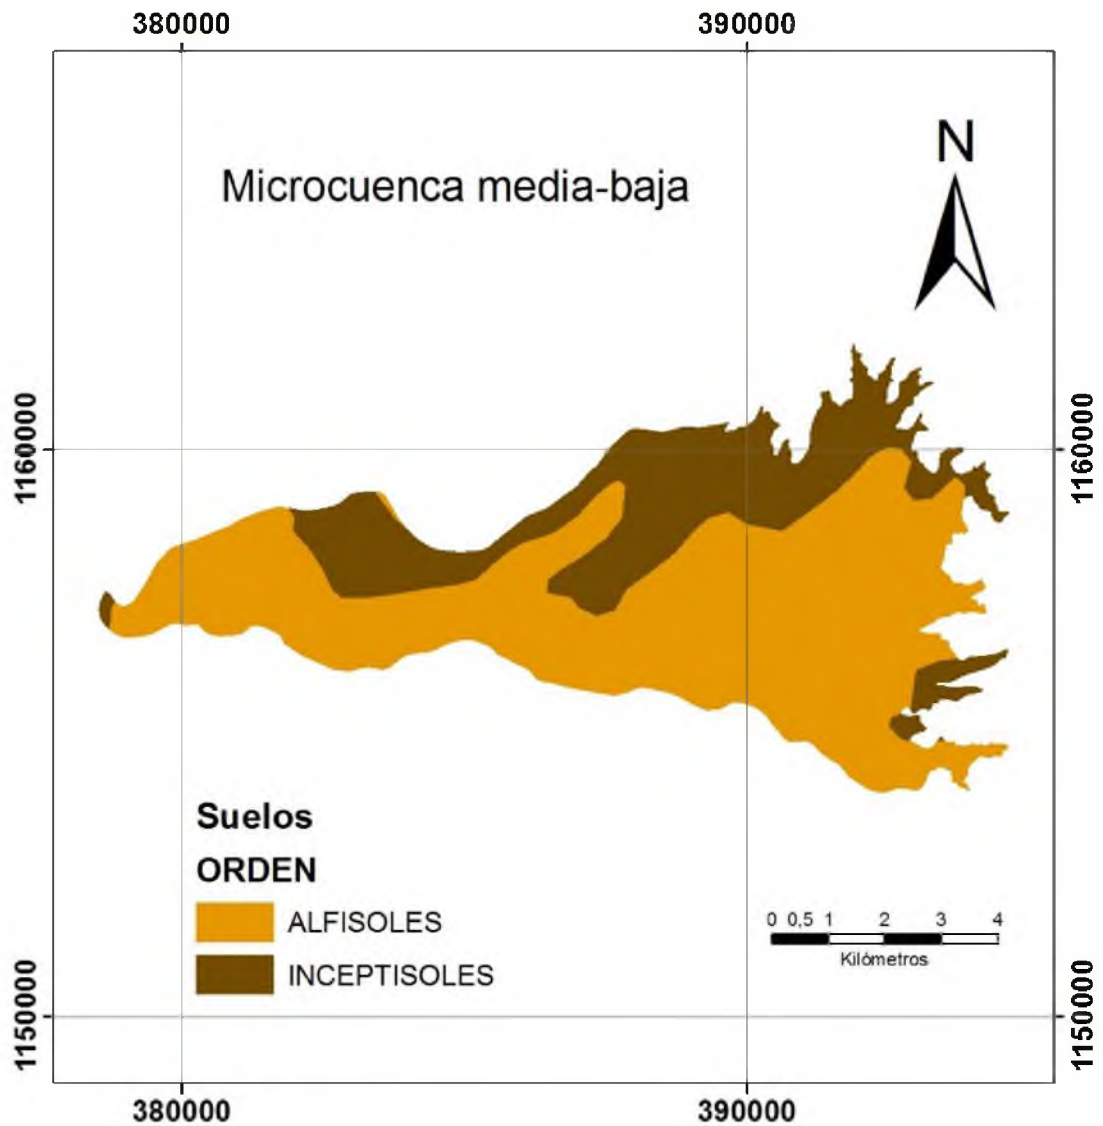 380000 390000
N
Microcuenca media-baja
1160000 1160000
Suelos
ORDEN
ALFISOLES
INCEPTISOLES
0 0,5 1 2 3 4
Kilómetros
1150000 1150000
380000 390000